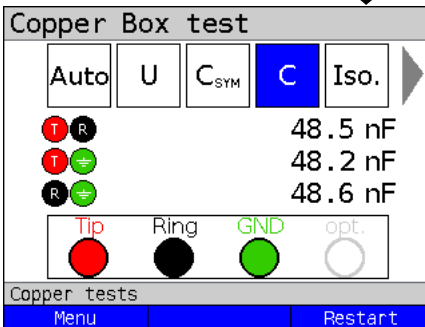 Copper Box test
Auto U CSYM C Iso.
T R 48.5 nF
T 48.2 nF
R 48.6 nF
Tip Ring GND opt.
Copper tests
Menu Restart